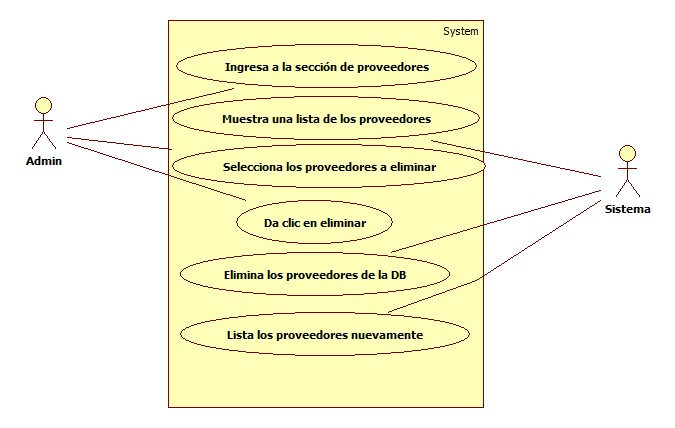 System
Ingresa a la sección de proveedores
Muestra una lista de los proveedores
Admin
Selecciona los proveedores a eliminar
Sistema
Da clic en eliminar
Elimina los proveedores de la DB
Lista los proveedores nuevamente